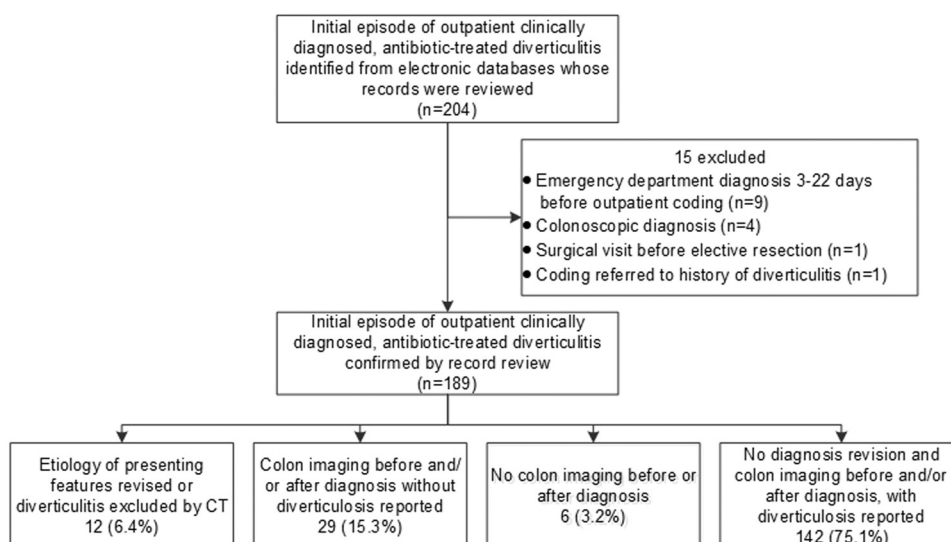 Initial episode of outpatient clinically
diagnosed, antibiotic-treated diverticulitis
identified from electronic databases whose
records were reviewed
(n=204)
15 excluded
● Emergency department diagnosis 3-22 days
before outpatient coding (n=9)
● Colonoscopic diagnosis (n=4)
● Surgical visit before elective resection (n=1)
● Coding referred to history of diverticulitis (n=1)
Initial episode of outpatient clinically
diagnosed, antibiotic-treated diverticulitis
confirmed by record review
(n=189)
Etiology of presenting
features revised or
diverticulitis excluded by CT
12 (6.4%)
Colon imaging before and/
or after diagnosis without
diverticulosis reported
29 (15.3%)
No colon imaging before or
after diagnosis
6 (3.2%)
No diagnosis revision and
colon imaging before and/or
after diagnosis, with
diverticulosis reported
142 (75.1%)